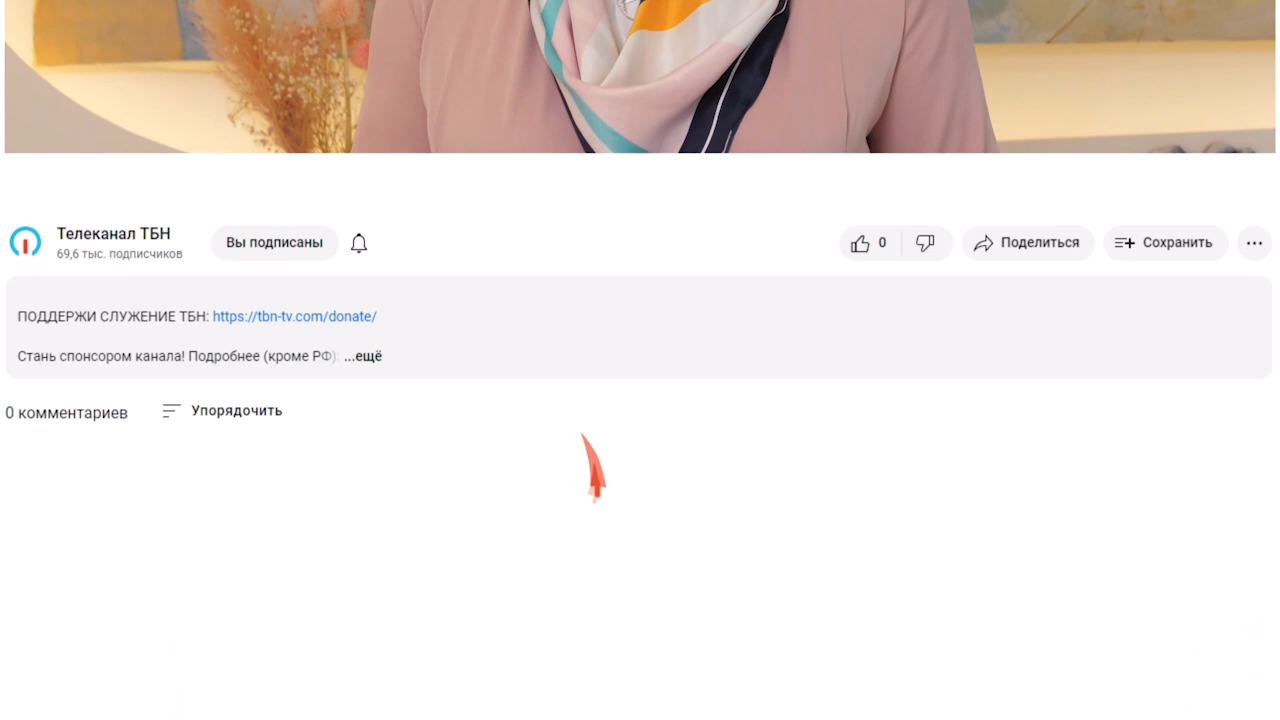 Телеканал ТБН
69,6 тыс. подписчиков
Вы подписаны
0
Поделиться
Сохранить
ПОДДЕРЖИ СЛУЖЕНИЕ ТБН: https://tbn-tv.com/donate/
Стань спонсором канала! Подробнее (кроме РФ): ...ещё
0 комментариев
Упорядочить